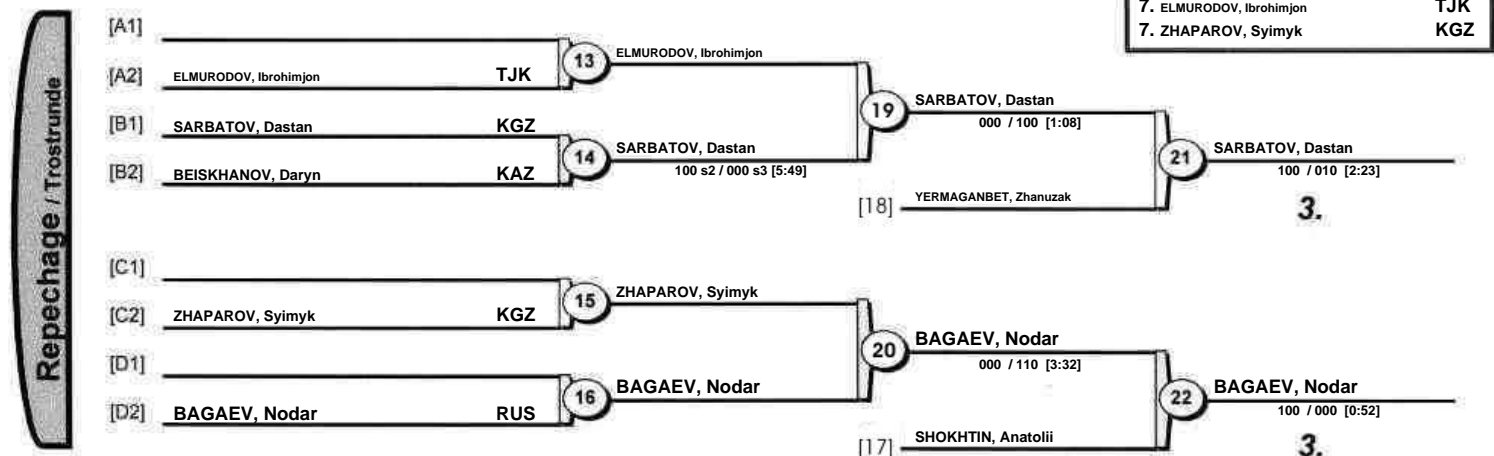 7. ELMURODOV, Ibrohimjon TJK
7. ZHAPAROV, Syimyk KGZ
Repechage / Trostrunde
[A1]
[A2] ELMURODOV, Ibrohimjon TJK
13 ELMURODOV, Ibrohimjon
[B1] SARBATOV, Dastan KGZ
[B2] BEISKHANOV, Daryn KAZ
14 SARBATOV, Dastan
100 s2 / 000 s3 [5:49]
19 SARBATOV, Dastan
000 / 100 [1:08]
[18] YERMAGANBET, Zhanuzak
21 SARBATOV, Dastan
100 / 010 [2:23]
3.
[C1]
[C2] ZHAPAROV, Syimyk KGZ
15 ZHAPAROV, Syimyk
[D1]
[D2] BAGAEV, Nodar RUS
16 BAGAEV, Nodar
20 BAGAEV, Nodar
000 / 110 [3:32]
[17] SHOKHTIN, Anatolii
22 BAGAEV, Nodar
100 / 000 [0:52]
3.